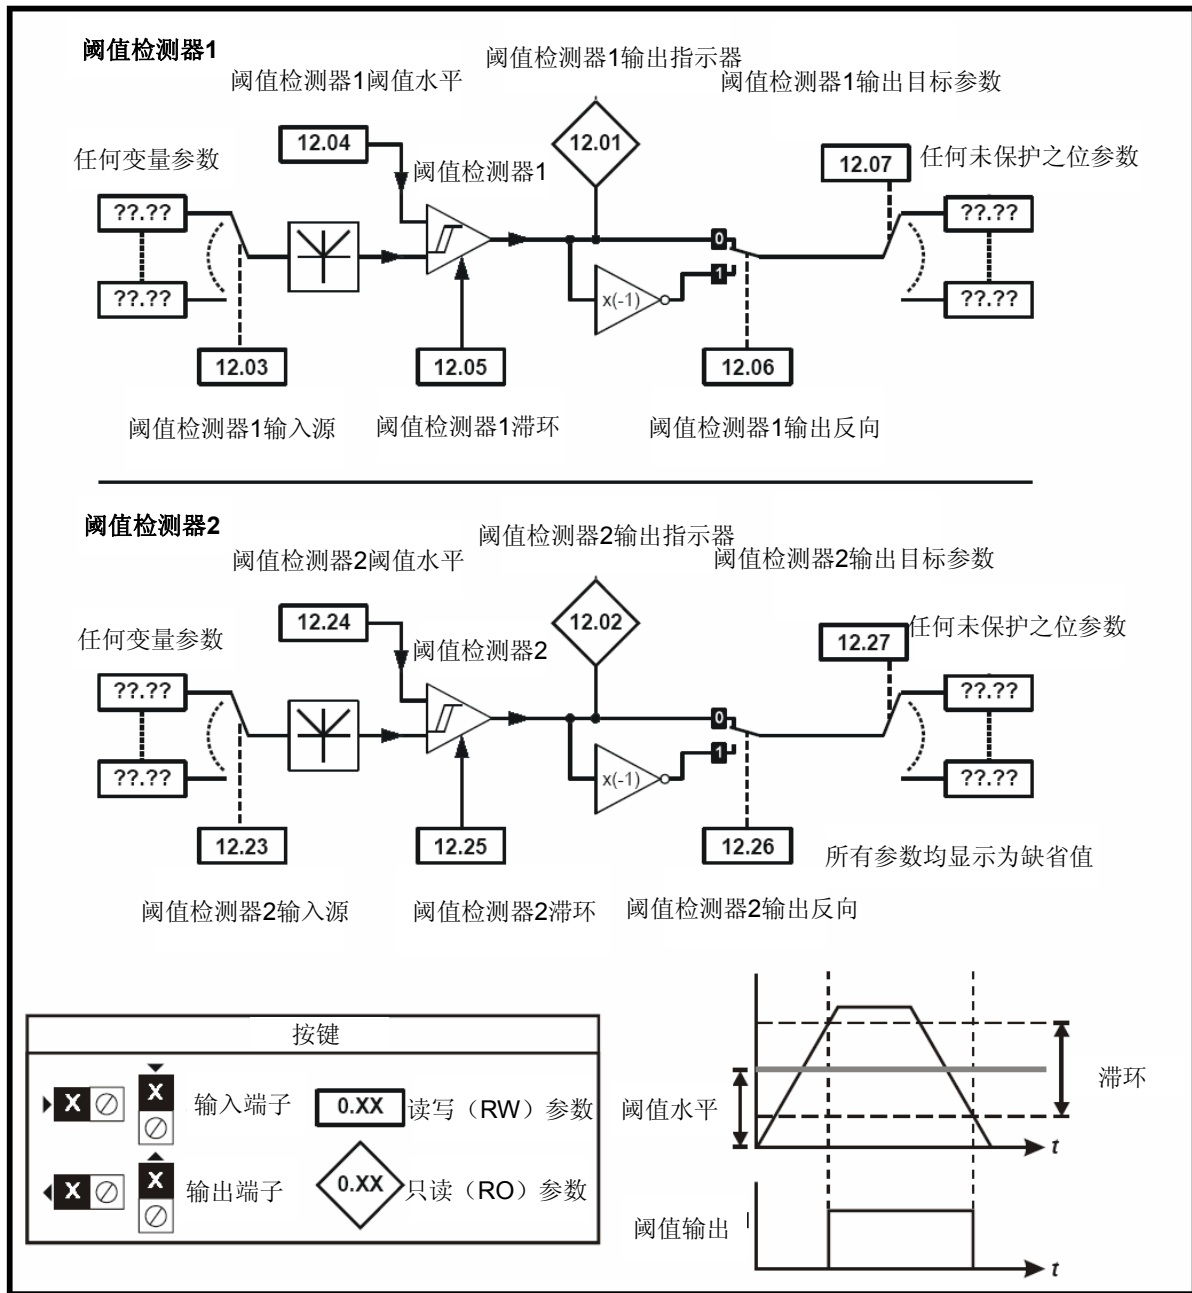 阈值检测器1
阈值检测器1输出指示器
阈值检测器1阈值水平
阈值检测器1输出目标参数
12.04
12.01
任何变量参数
阈值检测器1
12.07
任何未保护之位参数
??.??
??.??
0
1
x(-1)
??.??
??.??
12.03
12.05
12.06
阈值检测器1输入源
阈值检测器1滞环
阈值检测器1输出反向
阈值检测器2
阈值检测器2输出指示器
阈值检测器2阈值水平
阈值检测器2输出目标参数
12.24
12.02
任何变量参数
阈值检测器2
12.27
任何未保护之位参数
??.??
??.??
0
1
x(-1)
??.??
??.??
12.23
12.25
12.26
所有参数均显示为缺省值
阈值检测器2输入源
阈值检测器2滞环
阈值检测器2输出反向
按键
X
X
输入端子
0.XX
读写（RW）参数
X
X
输出端子
0.XX
只读（RO）参数
滞环
阈值水平
t
阈值输出
t